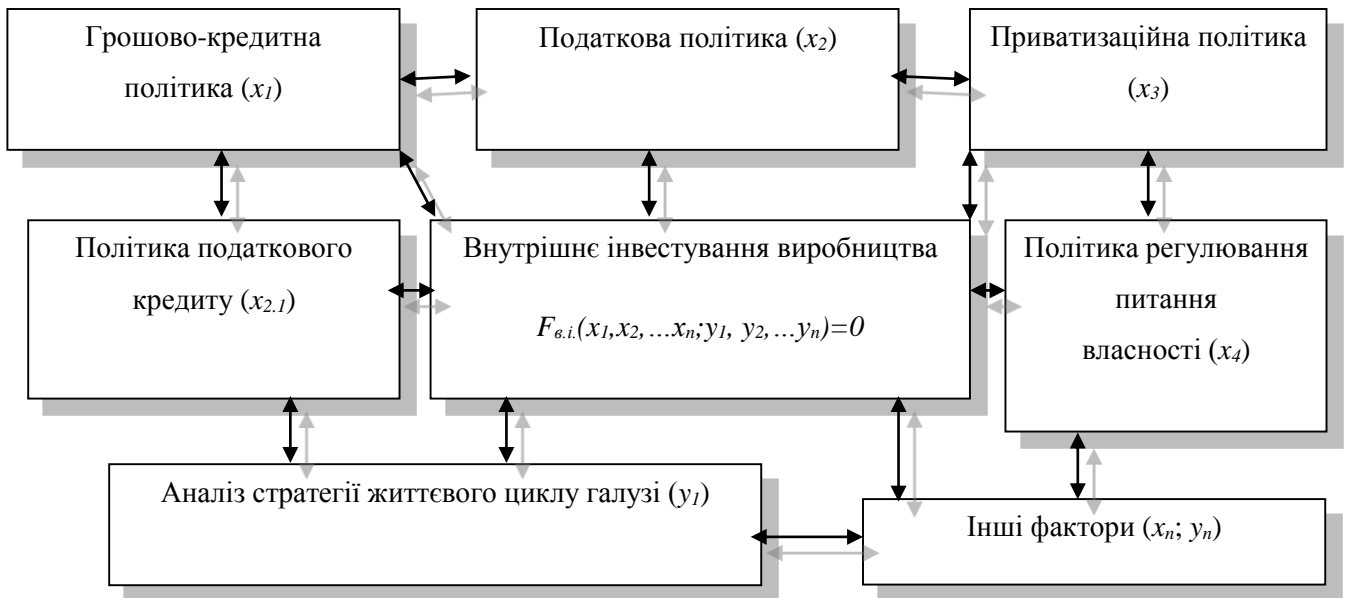 Грошово-кредитна
політика (x1)
Податкова політика (x2)
Приватизаційна політика
(x3)
Політика податкового
кредиту (x2.1)
Внутрішнє інвестування виробництва
Fв.і.(x1,x2,…xn;y1, y2,…yn)=0
Політика регулювання
питання
власності (x4)
Аналіз стратегії життєвого циклу галузі (y1)
Інші фактори (xn; yn)